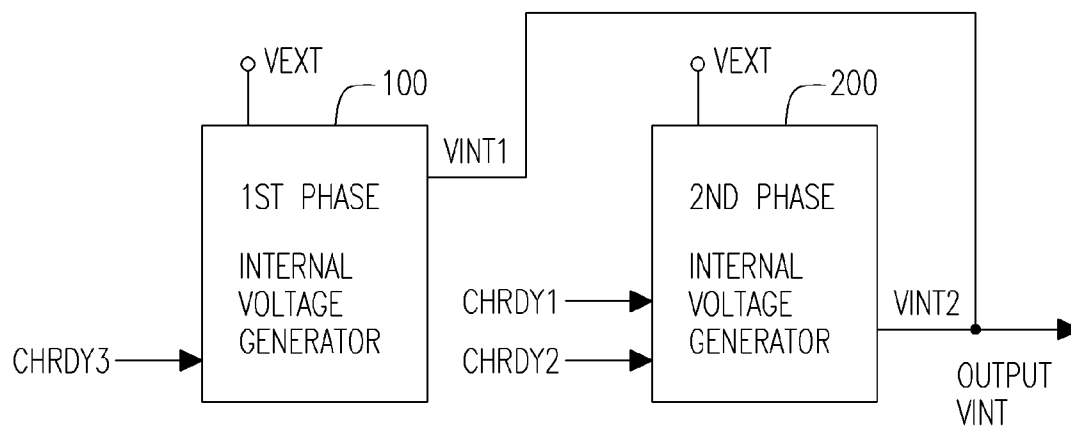 VEXT
100
VINT1
1ST PHASE
INTERNAL
VOLTAGE
GENERATOR
CHRDY3
VEXT
200
2ND PHASE
INTERNAL
VOLTAGE
GENERATOR
CHRDY1
CHRDY2
VINT2
OUTPUT
VINT